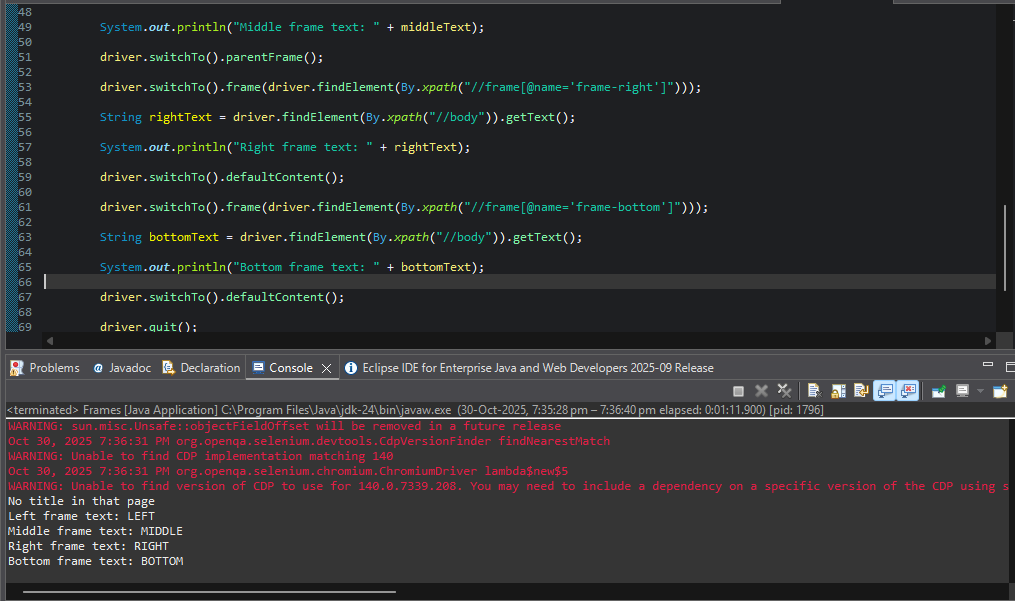 48
49 System.out.println("Middle frame text: " + middleText);
50
51 driver.switchTo().parentFrame();
52
53 driver.switchTo().frame(driver.findElement(By.xpath("//frame[@name='frame-right']")));
54
55 String rightText = driver.findElement(By.xpath("//body")).getText();
56
57 System.out.println("Right frame text: " + rightText);
58
59 driver.switchTo().defaultContent();
60
61 driver.switchTo().frame(driver.findElement(By.xpath("//frame[@name='frame-bottom']")));
62
63 String bottomText = driver.findElement(By.xpath("//body")).getText();
64
65 System.out.println("Bottom frame text: " + bottomText);
66
67 driver.switchTo().defaultContent();
68
69 driver.quit();
Problems @ Javadoc Declaration Console Eclipse IDE for Enterprise Java and Web Developers 2025-09 Release
<terminated> Frames [Java Application] C:\Program Files\Java\jdk-24\bin\javaw.exe (30-Oct-2025, 7:35:28 pm – 7:36:40 pm elapsed: 0:01:11.900) [pid: 1796]
WARNING: sun.misc.Unsafe::objectFieldOffset will be removed in a future release
Oct 30, 2025 7:36:31 PM org.openqa.selenium.devtools.CdpVersionFinder findNearestMatch
WARNING: Unable to find CDP implementation matching 140
Oct 30, 2025 7:36:31 PM org.openqa.selenium.chromium.ChromiumDriver lambda$new$5
WARNING: Unable to find version of CDP to use for 140.0.7339.208. You may need to include a dependency on a specific version of the CDP using s
No title in that page
Left frame text: LEFT
Middle frame text: MIDDLE
Right frame text: RIGHT
Bottom frame text: BOTTOM